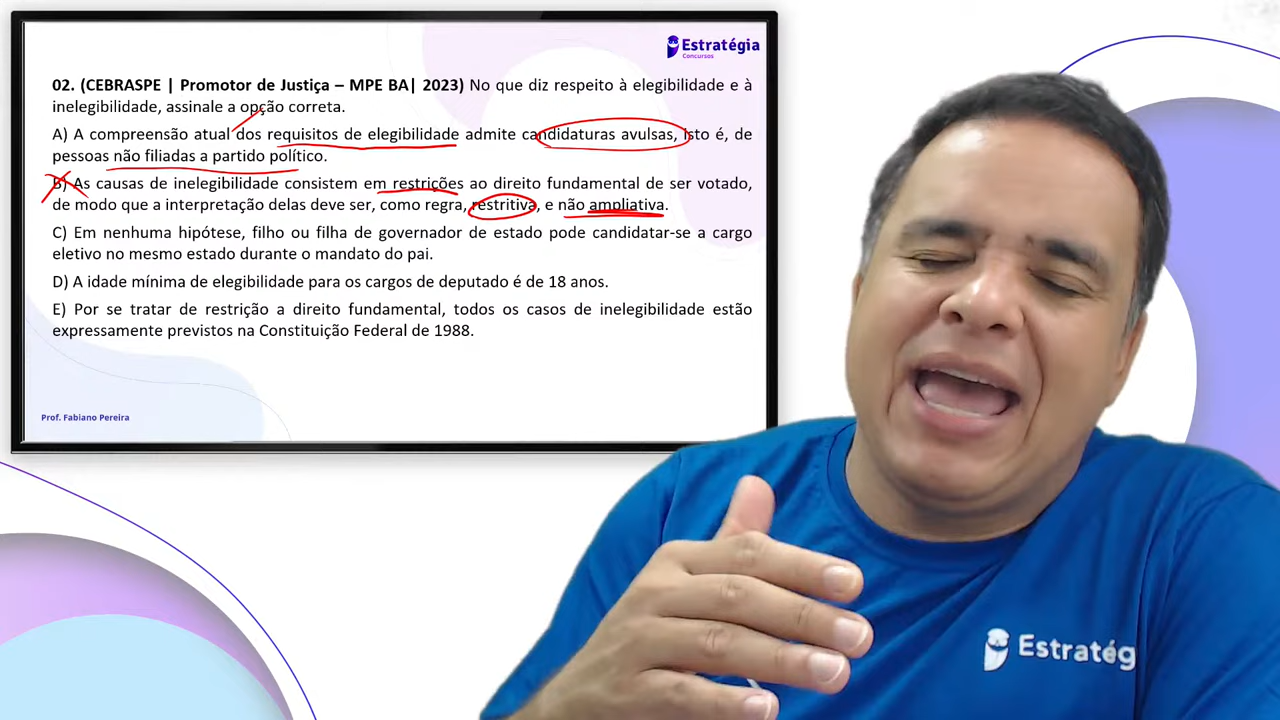 Estratégia
Concursos
02. (CEBRASPE | Promotor de Justiça – MPE BA| 2023) No que diz respeito à elegibilidade e à
inelegibilidade, assinale a opção correta.
A) A compreensão atual dos requisitos de elegibilidade admite candidaturas avulsas, isto é, de
pessoas não filiadas a partido político.
B) As causas de inelegibilidade consistem em restrições ao direito fundamental de ser votado,
de modo que a interpretação delas deve ser, como regra, restritiva, e não ampliativa.
C) Em nenhuma hipótese, filho ou filha de governador de estado pode candidatar-se a cargo
eletivo no mesmo estado durante o mandato do pai.
D) A idade mínima de elegibilidade para os cargos de deputado é de 18 anos.
E) Por se tratar de restrição a direito fundamental, todos os casos de inelegibilidade estão
expressamente previstos na Constituição Federal de 1988.
Prof. Fabiano Pereira
Estratég